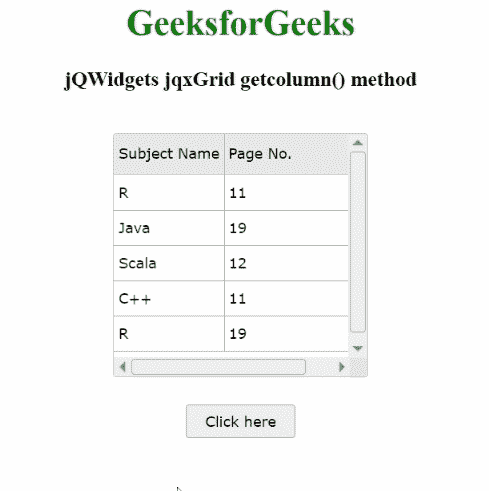 GeeksforGeeks
jQWidgets jqxGrid getcolumn() method
Subject Name Page No.
R 11
Java 19
Scala 12
C++ 11
R 19
Click here